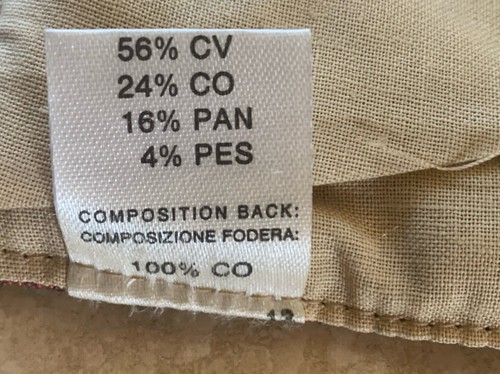 56% CV
24% CO
16% PAN
4% PES
COMPOSITION BACK:
COMPOSIZIONE FODERA:
100% CO